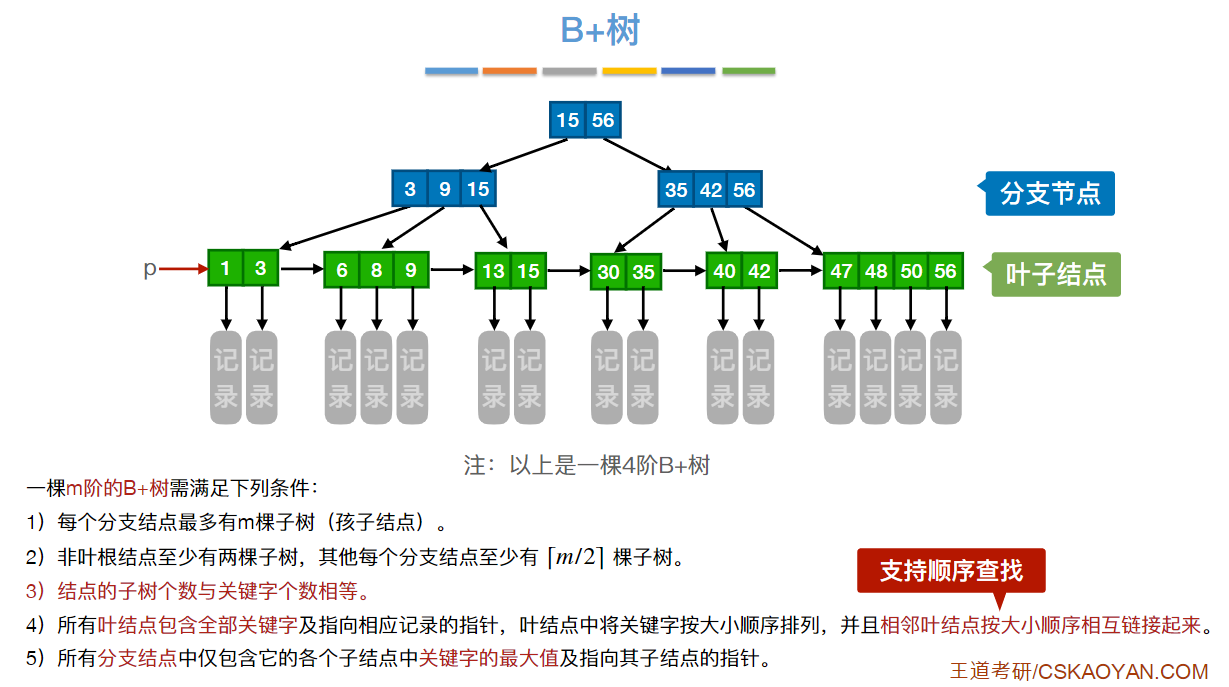 B+树
15 56
3 9 15 35 42 56 分支节点
p 1 3 6 8 9 13 15 30 35 40 42 47 48 50 56 叶子结点
记录 记录 记录 记录 记录 记录 记录 记录 记录 记录 记录 记录 记录 记录 记录
注：以上是一棵4阶B+树
一棵m阶的B+树需满足下列条件：
1）每个分支结点最多有m棵子树（孩子结点）。
2）非叶根结点至少有两棵子树，其他每个分支结点至少有 ⌈m/2⌉ 棵子树。
支持顺序查找
3）结点的子树个数与关键字个数相等。
4）所有叶结点包含全部关键字及指向相应记录的指针，叶结点中将关键字按大小顺序排列，并且相邻叶结点按大小顺序相互链接起来。
5）所有分支结点中仅包含它的各个子结点中关键字的最大值及指向其子结点的指针。
王道考研/CSKAOYAN.COM